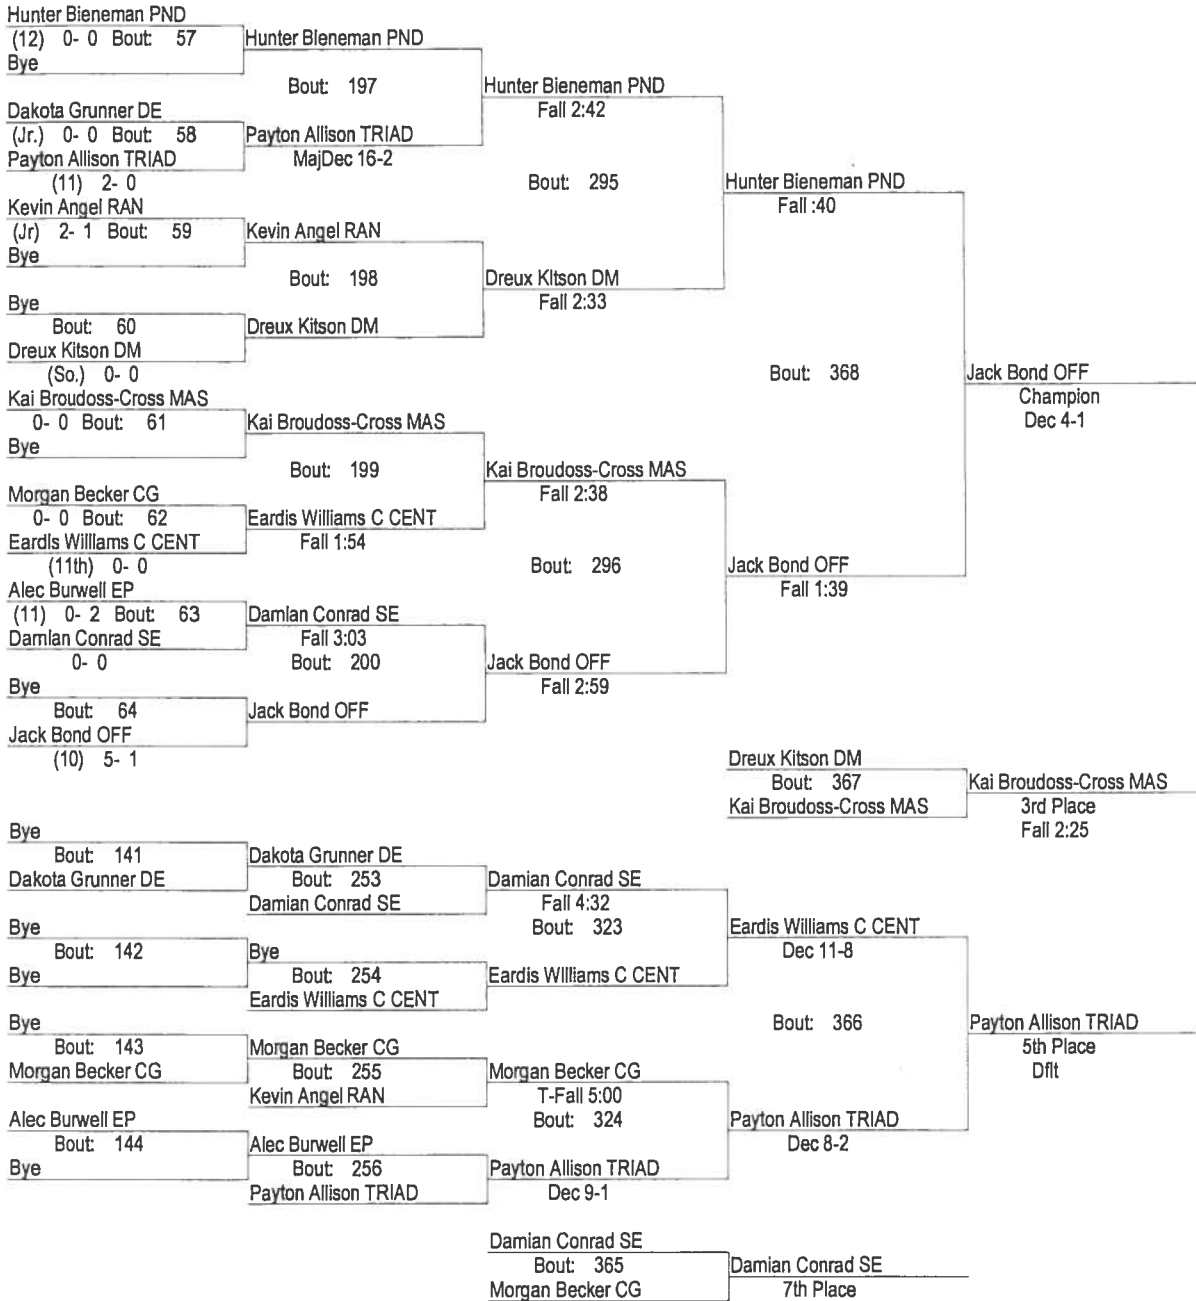 Hunter Bieneman PND
(12) 0- 0 Bout: 57
Bye
Hunter Bieneman PND
Bout: 197
Dakota Grunner DE
(Jr.) 0- 0 Bout: 58
Payton Allison TRIAD
(11) 2- 0
Payton Allison TRIAD
MajDec 16-2
Hunter Bieneman PND
Fall 2:42
Bout: 295
Kevin Angel RAN
(Jr) 2- 1 Bout: 59
Bye
Kevin Angel RAN
Bout: 198
Bye
Bout: 60
Dreux Kitson DM
(So.) 0- 0
Dreux Kitson DM
Dreux Kitson DM
Fall 2:33
Hunter Bieneman PND
Fall :40
Bout: 368
Kai Broudoss-Cross MAS
0- 0 Bout: 61
Bye
Kai Broudoss-Cross MAS
Bout: 199
Morgan Becker CG
0- 0 Bout: 62
Eardis Williams C CENT
(11th) 0- 0
Eardis Williams C CENT
Fall 1:54
Kai Broudoss-Cross MAS
Fall 2:38
Bout: 296
Alec Burwell EP
(11) 0- 2 Bout: 63
Damian Conrad SE
0- 0
Damian Conrad SE
Fall 3:03
Bout: 200
Bye
Bout: 64
Jack Bond OFF
(10) 5- 1
Jack Bond OFF
Jack Bond OFF
Fall 2:59
Jack Bond OFF
Fall 1:39
Jack Bond OFF
Champion
Dec 4-1
Dreux Kitson DM
Bout: 367
Kai Broudoss-Cross MAS
Kai Broudoss-Cross MAS
3rd Place
Fall 2:25
Bye
Bout: 141
Dakota Grunner DE
Dakota Grunner DE
Bout: 253
Damian Conrad SE
Damian Conrad SE
Fall 4:32
Bout: 323
Bye
Bout: 142
Bye
Bye
Bout: 254
Eardis Williams C CENT
Eardis Williams C CENT
Eardis Williams C CENT
Dec 11-8
Bout: 366
Bye
Bout: 143
Morgan Becker CG
Morgan Becker CG
Bout: 255
Kevin Angel RAN
Morgan Becker CG
T-Fall 5:00
Bout: 324
Alec Burwell EP
Bout: 144
Bye
Alec Burwell EP
Bout: 256
Payton Allison TRIAD
Payton Allison TRIAD
Dec 9-1
Payton Allison TRIAD
Dec 8-2
Payton Allison TRIAD
5th Place
Dflt
Damian Conrad SE
Bout: 365
Morgan Becker CG
Damian Conrad SE
7th Place